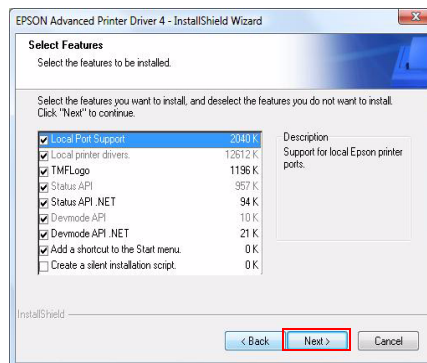 EPSON Advanced Printer Driver 4 - InstallShield Wizard
Select Features
Select the features to be installed.
Select the features you want to install, and deselect the features you do not want to install.
Click "Next" to continue.
Local Port Support 2040 K
Local printer drivers. 12612 K
TMFLogo 1196 K
Status API 957 K
Status API .NET 94 K
Devmode API 10 K
Devmode API .NET 21 K
Add a shortcut to the Start menu. 0 K
Create a silent installation script. 0 K
Description
Support for local Epson printer
ports.
InstallShield
< Back Next > Cancel